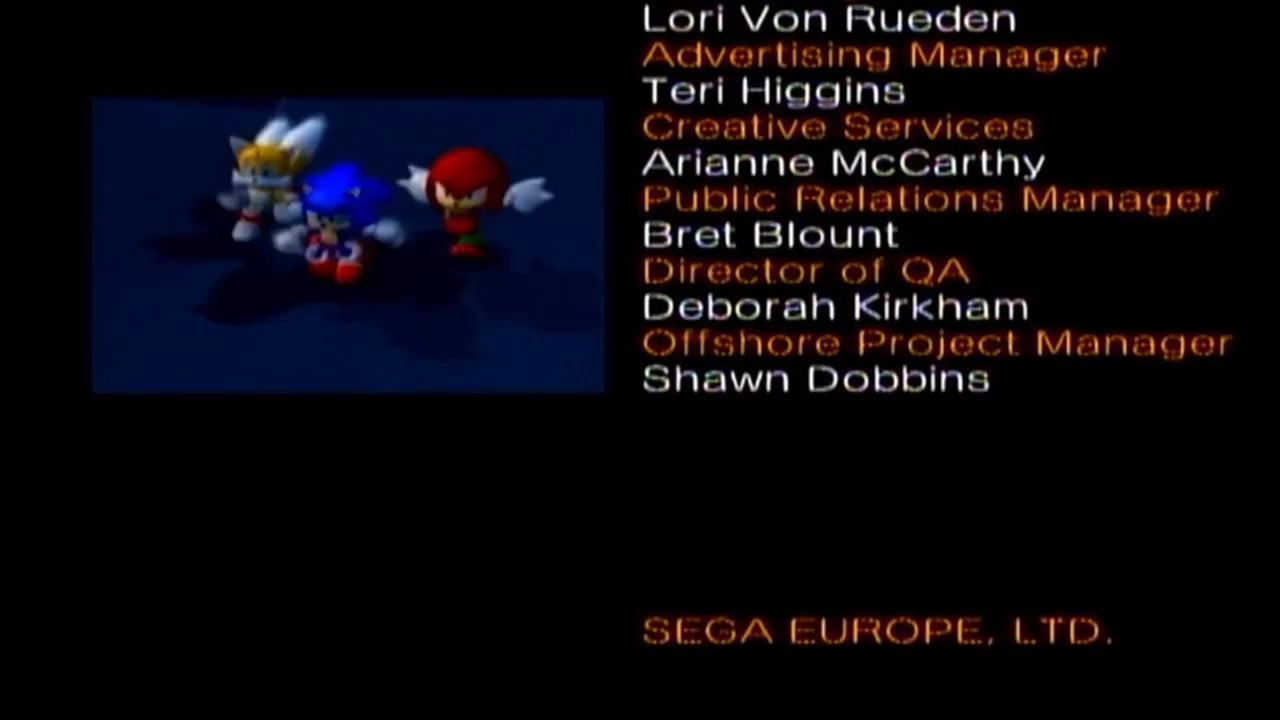 Lori Von Rueden
Advertising Manager
Teri Higgins
Creative Services
Arianne McCarthy
Public Relations Manager
Bret Blount
Director of QA
Deborah Kirkham
Offshore Project Manager
Shawn Dobbins
SEGA EUROPE, LTD.